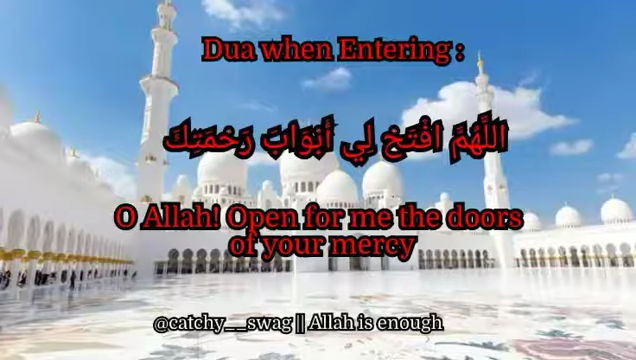 Dua when Entering :
اللَّهُمَّ افْتَحْ لِي أَبْوَابَ رَحْمَتِكَ
O Allah! Open for me the doors
of your mercy
@catchy__swag || Allah is enough